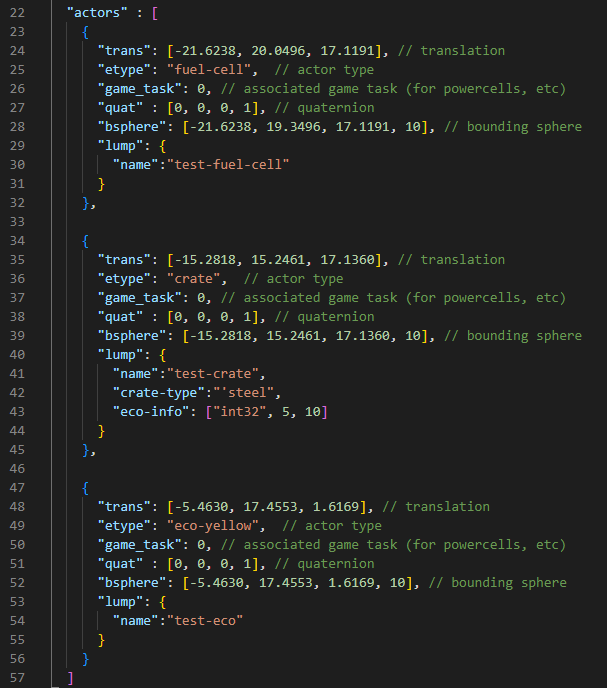 22 "actors" : [
23 {
24 "trans": [-21.6238, 20.0496, 17.1191], // translation
25 "etype": "fuel-cell",  // actor type
26 "game_task": 0, // associated game task (for powercells, etc)
27 "quat" : [0, 0, 0, 1], // quaternion
28 "bsphere": [-21.6238, 19.3496, 17.1191, 10], // bounding sphere
29 "lump": {
30 "name":"test-fuel-cell"
31 }
32 },
33
34 {
35 "trans": [-15.2818, 15.2461, 17.1360], // translation
36 "etype": "crate",  // actor type
37 "game_task": 0, // associated game task (for powercells, etc)
38 "quat" : [0, 0, 0, 1], // quaternion
39 "bsphere": [-15.2818, 15.2461, 17.1360, 10], // bounding sphere
40 "lump": {
41 "name":"test-crate",
42 "crate-type":"'steel",
43 "eco-info": ["int32", 5, 10]
44 }
45 },
46
47 {
48 "trans": [-5.4630, 17.4553, 1.6169], // translation
49 "etype": "eco-yellow",  // actor type
50 "game_task": 0, // associated game task (for powercells, etc)
51 "quat" : [0, 0, 0, 1], // quaternion
52 "bsphere": [-5.4630, 17.4553, 1.6169, 10], // bounding sphere
53 "lump": {
54 "name":"test-eco"
55 }
56 }
57 ]